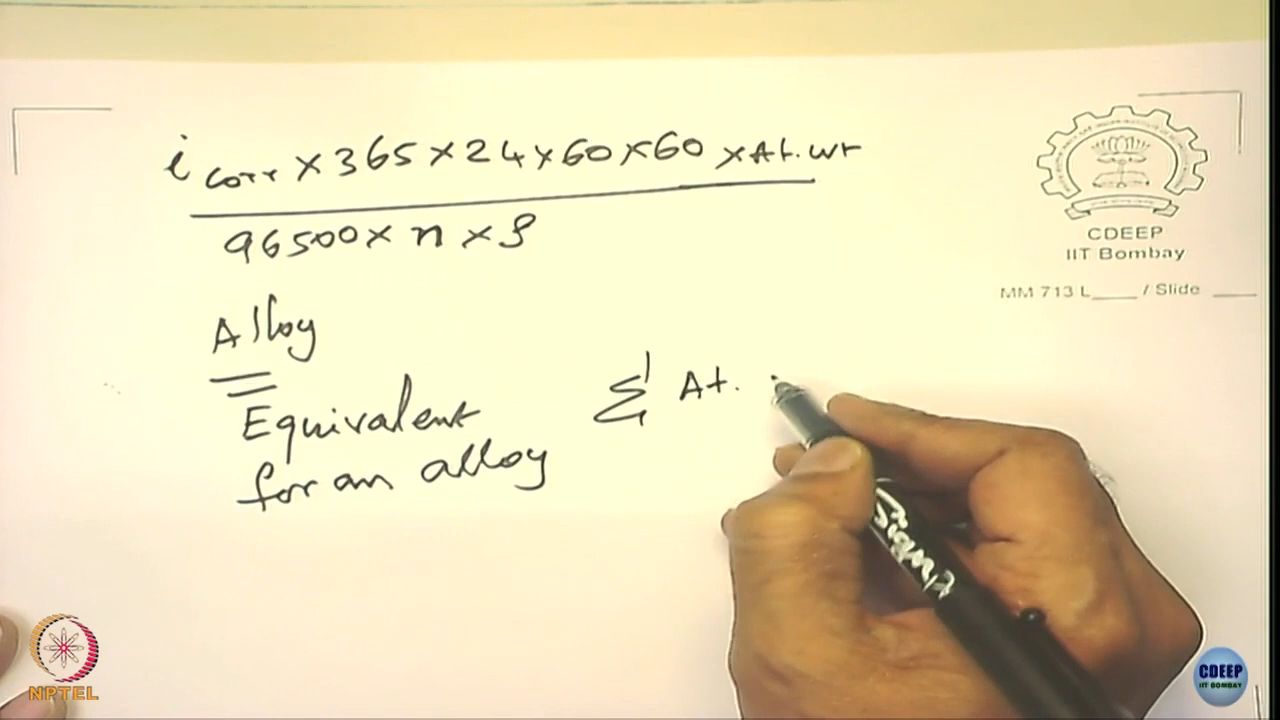 i corr × 365 × 24 × 60 × 60 × At. wt
96500 × n × ρ
Alloy
Equivalent
for an alloy
Σ At.
CDEEP
IIT Bombay
MM 713 L____ / Slide ____
Sigma
NPTEL
CDEEP
IIT BOMBAY